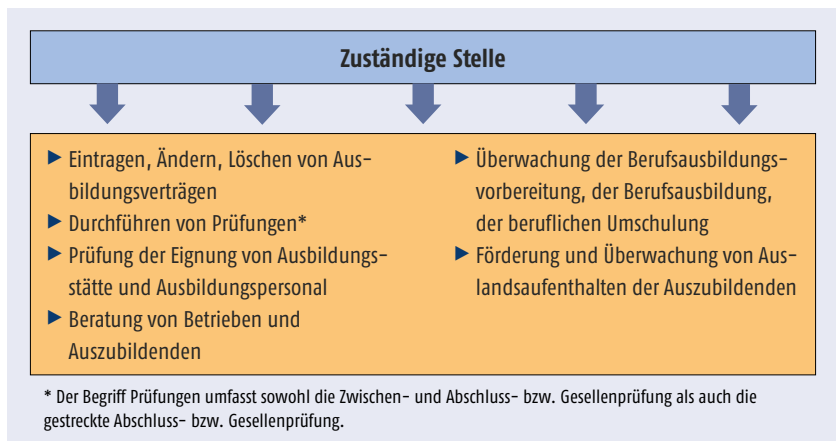 Zuständige Stelle
▶ Eintragen, Ändern, Löschen von Aus-
bildungsverträgen
▶ Durchführen von Prüfungen*
▶ Prüfung der Eignung von Ausbildungs-
stätte und Ausbildungspersonal
▶ Beratung von Betrieben und
Auszubildenden
▶ Überwachung der Berufsausbildungs-
vorbereitung, der Berufsausbildung,
der beruflichen Umschulung
▶ Förderung und Überwachung von Aus-
landsaufenthalten der Auszubildenden
* Der Begriff Prüfungen umfasst sowohl die Zwischen- und Abschluss- bzw. Gesellenprüfung als auch die
gestreckte Abschluss- bzw. Gesellenprüfung.